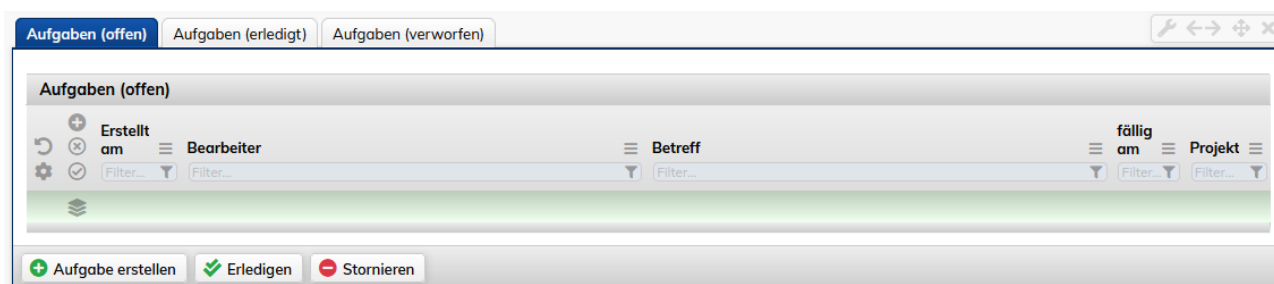 Aufgaben (offen) Aufgaben (erledigt) Aufgaben (verworfen)
Aufgaben (offen)
Erstellt am Bearbeiter Betreff fällig am Projekt
Filter... Filter... Filter... Filter... Filter...
Aufgabe erstellen Erledigen Stornieren